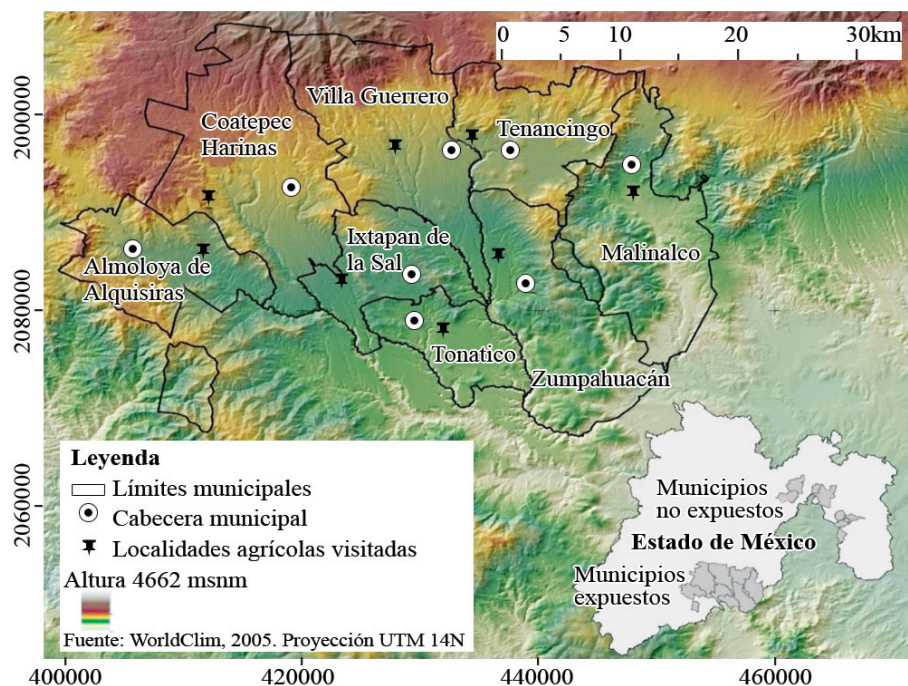 0
5
10
20
30km
Villa Guerrero
Coatepec
Harinas
Tenancingo
Ixtapan de
la Sal
Malinalco
Almoloya de
Alquisiras
Tonatico
Zumpahuacán
2000000
2080000
2060000
Leyenda
Límites municipales
Cabecera municipal
Localidades agrícolas visitadas
Altura 4662 msnm
Fuente: WorldClim, 2005. Proyección UTM 14N
Municipios
no expuestos
Estado de México
Municipios
expuestos
400000
420000
440000
460000